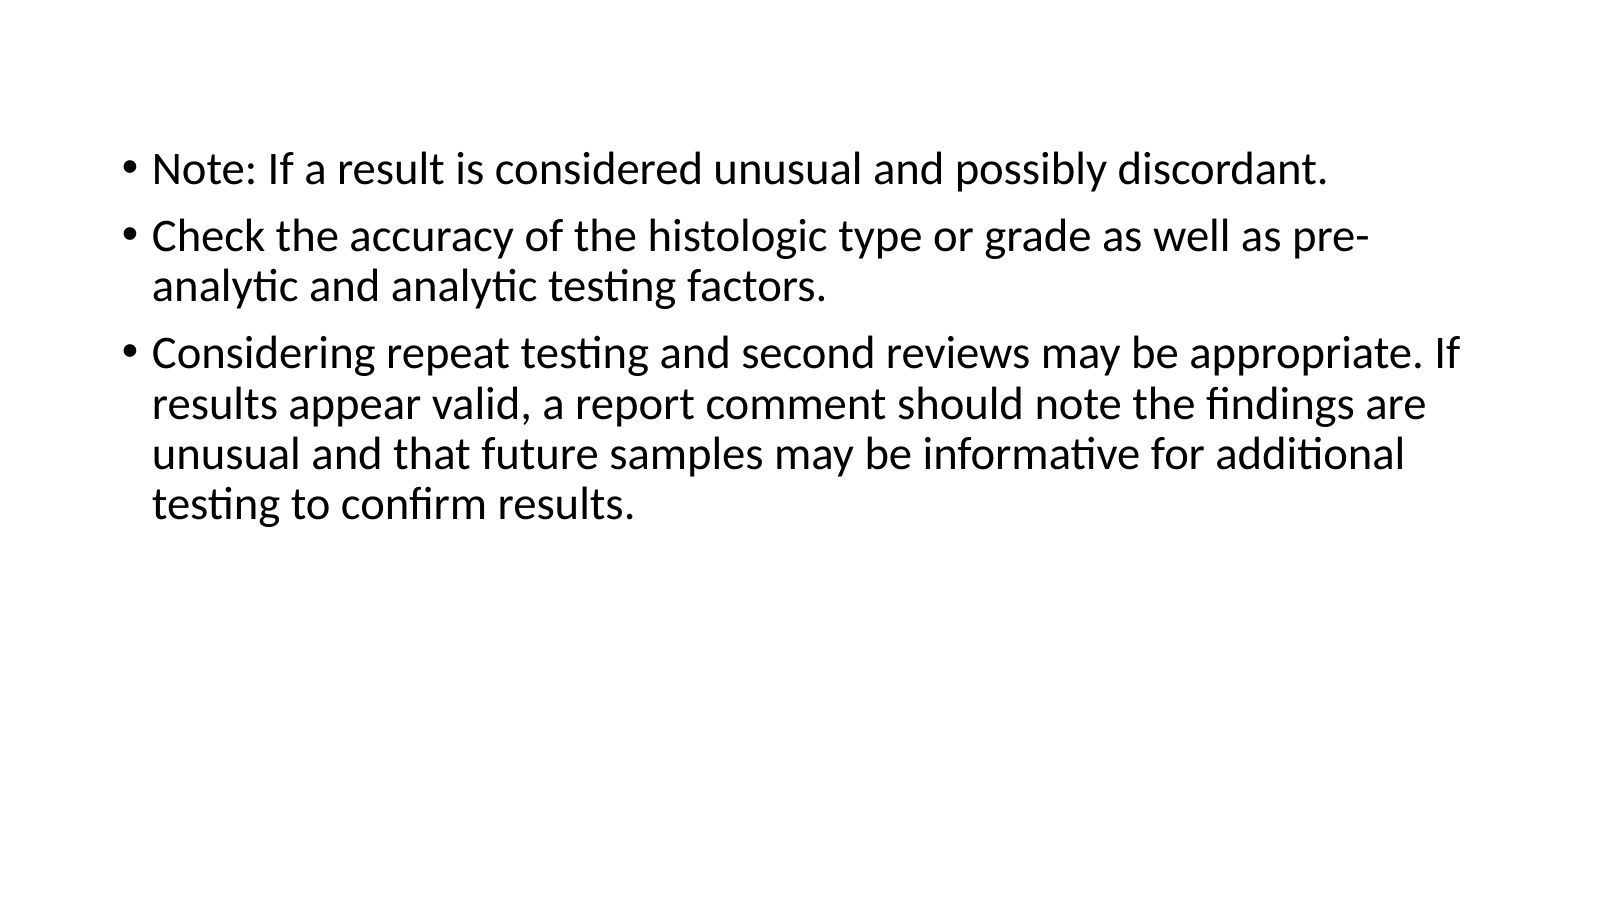 • Note: If a result is considered unusual and possibly discordant.
• Check the accuracy of the histologic type or grade as well as pre-
analytic and analytic testing factors.
• Considering repeat testing and second reviews may be appropriate. If
results appear valid, a report comment should note the findings are
unusual and that future samples may be informative for additional
testing to confirm results.